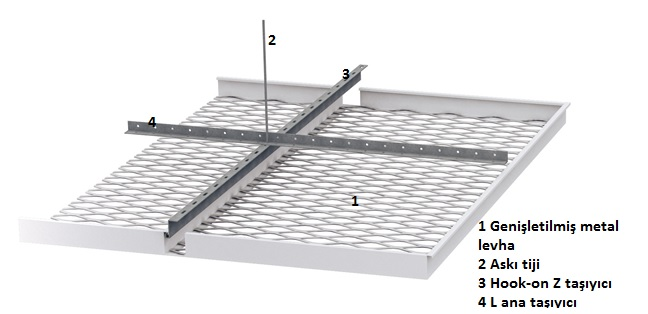 2
3
4
1
1 Genişletilmiş metal
levha
2 Askı tiji
3 Hook-on Z taşıyıcı
4 L ana taşıyıcı